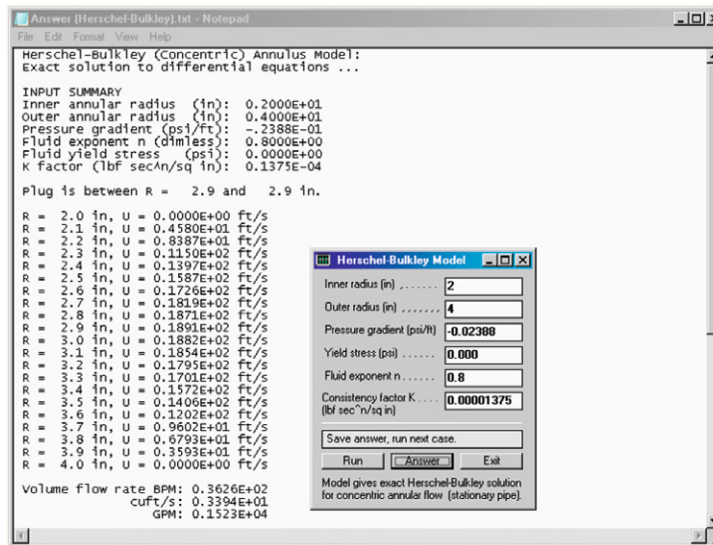 Answer (Herschel-Bulkley).txt - Notepad
File Edit Format View Help
Herschel-Bulkley (Concentric) Annulus Model:
Exact solution to differential equations ...
INPUT SUMMARY
Inner annular radius (in): 0.2000E+01
Outer annular radius (in): 0.4000E+01
Pressure gradient (psi/ft): -.2388E-01
Fluid exponent n (dimless): 0.8000E+00
Fluid yield stress (psi): 0.0000E+00
K factor (lbf sec^n/sq in): 0.1375E-04
Plug is between R = 2.9 and 2.9 in.
R = 2.0 in, U = 0.0000E+00 ft/s
R = 2.1 in, U = 0.4580E+01 ft/s
R = 2.2 in, U = 0.8387E+01 ft/s
R = 2.3 in, U = 0.1150E+02 ft/s
R = 2.4 in, U = 0.1397E+02 ft/s
R = 2.5 in, U = 0.1587E+02 ft/s
R = 2.6 in, U = 0.1726E+02 ft/s
R = 2.7 in, U = 0.1819E+02 ft/s
R = 2.8 in, U = 0.1871E+02 ft/s
R = 2.9 in, U = 0.1891E+02 ft/s
R = 3.0 in, U = 0.1882E+02 ft/s
R = 3.1 in, U = 0.1854E+02 ft/s
R = 3.2 in, U = 0.1795E+02 ft/s
R = 3.3 in, U = 0.1701E+02 ft/s
R = 3.4 in, U = 0.1572E+02 ft/s
R = 3.5 in, U = 0.1406E+02 ft/s
R = 3.6 in, U = 0.1202E+02 ft/s
R = 3.7 in, U = 0.9602E+01 ft/s
R = 3.8 in, U = 0.6793E+01 ft/s
R = 3.9 in, U = 0.3593E+01 ft/s
R = 4.0 in, U = 0.0000E+00 ft/s
Volume flow rate BPM: 0.3626E+02
cuft/s: 0.3394E+01
GPM: 0.1523E+04
Herschel-Bulkley Model
Inner radius (in) ....... 2
Outer radius (in) ....... 4
Pressure gradient (psi/ft) -0.02388
Yield stress (psi) ...... 0.000
Fluid exponent n ...... 0.8
Consistency factor K .... 0.00001375
(lbf sec^n/sq in)
Save answer, run next case.
Run Answer Exit
Model gives exact Herschel-Bulkley solution
for concentric annular flow (stationary pipe).